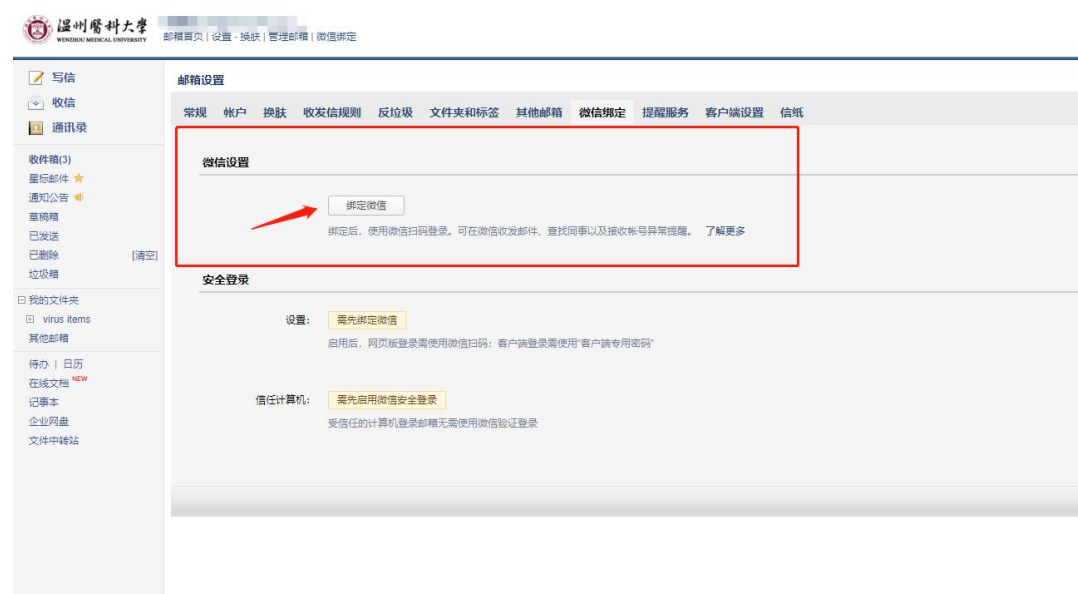 温州醫科大學
WENZHOU MEDICAL UNIVERSITY
邮箱首页 | 设置 - 换肤 | 管理邮箱 | 微信绑定
写信
收信
通讯录
收件箱(3)
星标邮件
通知公告
草稿箱
已发送
已删除 [清空]
垃圾箱
我的文件夹
virus items
其他邮箱
待办 | 日历
在线文档 NEW
记事本
企业网盘
文件中转站
邮箱设置
常规 帐户 换肤 收发信规则 反垃圾 文件夹和标签 其他邮箱 微信绑定 提醒服务 客户端设置 信纸
微信设置
绑定微信
绑定后，使用微信扫码登录。可在微信收发邮件、查找同事以及接收帐号异常提醒。 了解更多
安全登录
设置： 需先绑定微信
启用后，网页版登录需使用微信扫码；客户端登录需使用“客户端专用密码”
信任计算机： 需先启用微信安全登录
受信任的计算机登录邮箱无需使用微信验证登录